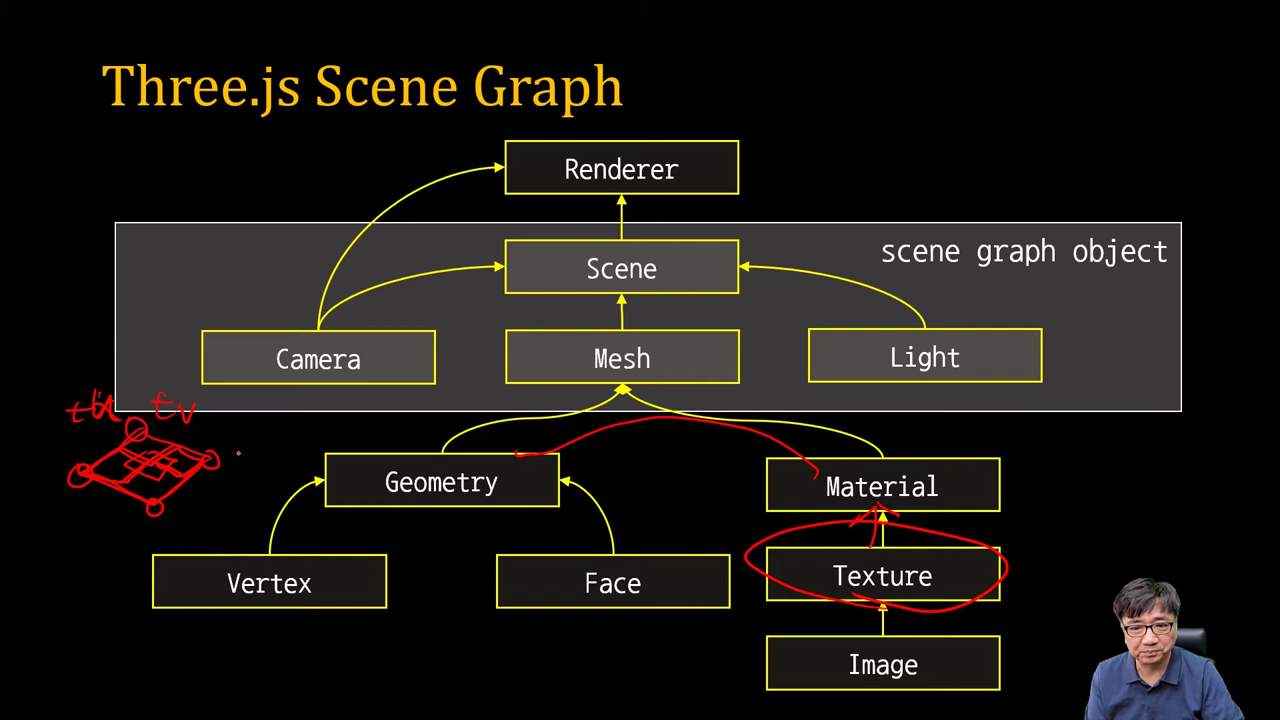 Three.js Scene Graph
Renderer
scene graph object
Scene
Camera
Mesh
Light
Geometry
Material
Vertex
Face
Texture
Image